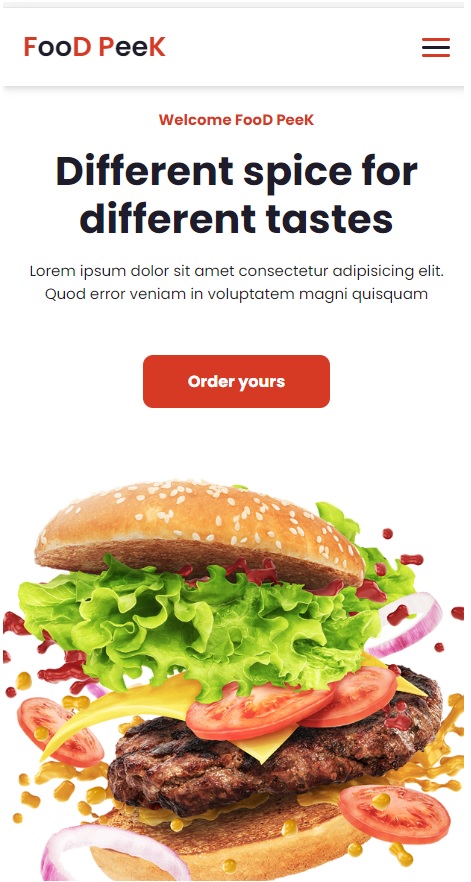 FooD PeeK
Welcome FooD PeeK
Different spice for
different tastes
Lorem ipsum dolor sit amet consectetur adipisicing elit.
Quod error veniam in voluptatem magni quisquam
Order yours